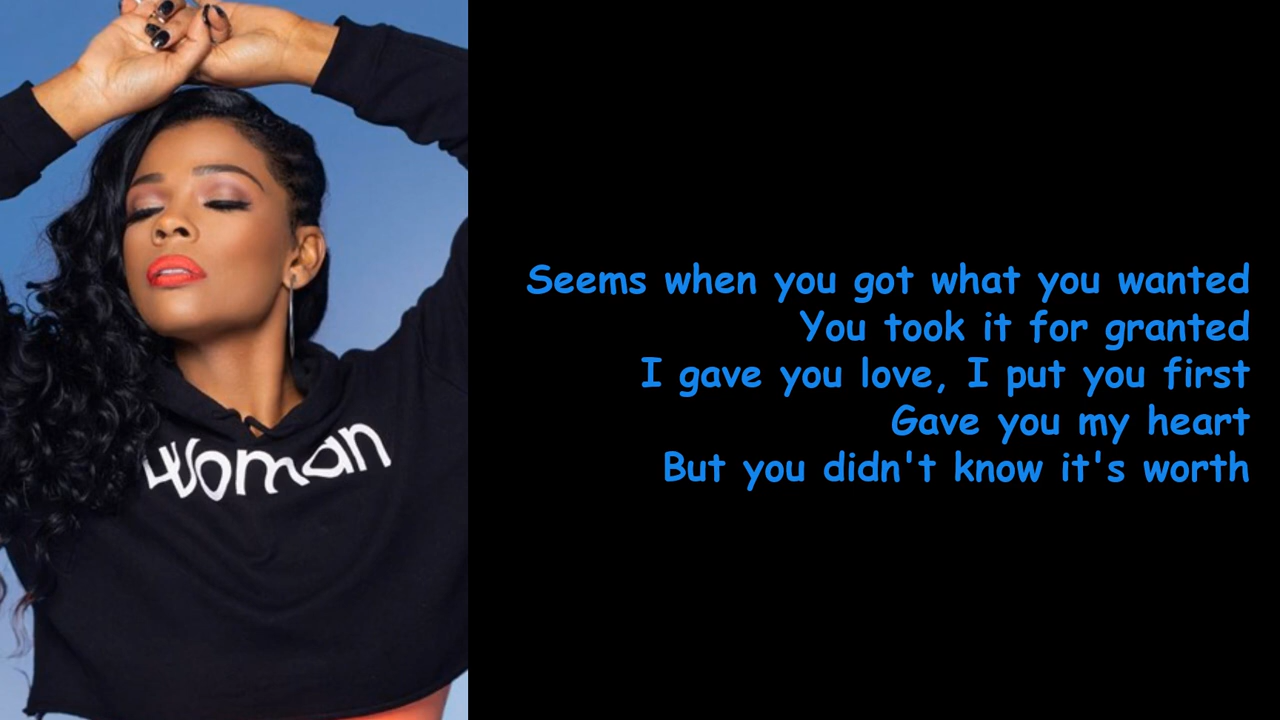 Woman
Seems when you got what you wanted
You took it for granted
I gave you love, I put you first
Gave you my heart
But you didn't know it's worth